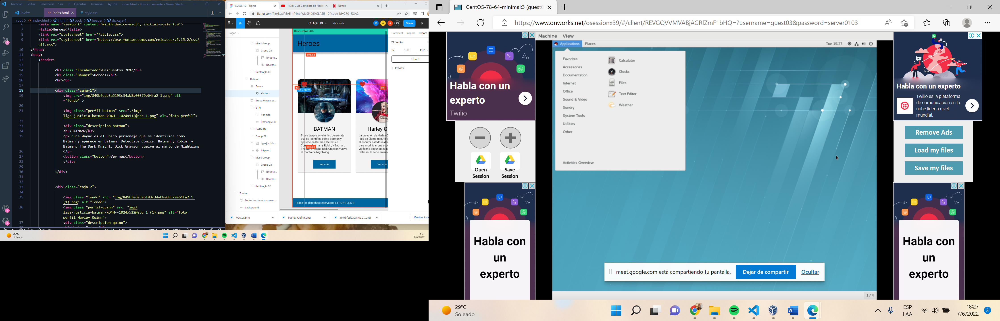 Archivo Editar Selección Ver Ir Ejecutar Terminal Ayuda index.html - Posicionamiento - Visual Studio ...
Iniciar
index.html
style.css
root > index.html > html > body > header > div.caja-1
6 <meta name="viewport" content="width=device-width, initial-scale=1.0">
7 <title>Heroes</title>
8 <link rel="stylesheet" href="/style.css">
9 <link rel="stylesheet" href="https://use.fontawesome.com/releases/v5.15.2/css/
all.css">
10 </head>
11 <body>
12 <header>
13
14 <h3 class="Encabezado">Descuentos 20%</h3>
15 <h1 class="Banner">Heroes</h1>
16 <br><br>
17
18 <div class="caja-1">
19 <img src="img/849bfede3a5193c34ab8a00379e64fa2 1.png" alt
="fondo" >
20
21 <img class="perfil-batman" src="./img/
liga-justicia-batman-kO4H--1024x512@abc 1.png" alt="foto perfil">
22
23 <div class="descripcion-batman">
24 <h3>BATMAN</h3>
25 <p>Bruce Wayne es el único personaje que se identifica como
Batman y aparece en Batman, Detective Comics, Batman y Robin, y
Batman: The Dark Knight. Dick Grayson vuelve al manto de Nightwing
26 </p>
27 <button class="button">Ver mas</button>
28 </div>
29
30 </div>
31
32
33 <div class="caja-2">
34
35 <img class="fondo" src= "img/849bfede3a5193c34ab8a00379e64fa2 1
(1).png" alt="fondo">
36 <img class="perfil-quinn" src= "img/
liga-justicia-batman-kO4H--1024x512@abc 1 (1).png" alt="foto
perfil Harley Quinn">
37 <div class="descripcion-quinn">
29°C
Soleado
18:27
7/6/2022
CLASE 10 – Figma
(1136) Guía Completa de Flexb
Netflix
figma.com/file/NzdP5AErhP4nbIWjy9NIX5/CLASE-10?node-id=2701%3A2
CLASE 10
View only
M A A 73
Share
Page 1
Mask Group
Group 23
849bfe...
Rectan...
Rectangle 38
Batman
Frame
Vector
Bruce Wayne es...
BTN
Ver más
Rectangle 39
BATMAN
Group 22
liga-justicia...
Ellipse 1
Mask Group
Group 23
849bfe...
Rectan...
Rectangle 38
Footer
Todos los derechos reser...
Background
Descuentos 20%
Heroes
308.88
53
941
688.88
BATMAN
Bruce Wayne es el único personaje
que se identifica como Batman y
aparece en Batman, Detective
al manto de Nightwing
Ver más
Harley Q
La creación de Harley
idea de último minuto
el escritor estadounide
para modificar una esc
vigésimo-segundo epis
Batman: la serie anima
Ver más
Todos los derechos reservados a FRONT END 1
Comment Inspect Export
Vector
1x Suffix PNG
Export
Preview
Vector.png
Harley Quinn.png
849bfede3a5193c....png
Mostrar todo
CentOS-78-64-minimal:3 (guest0
https://www.onworks.net/osessionx39/#/client/REVGQVVMVABjAGRlZmF1bHQ=?username=guest03&password=server0103
Habla con un
experto
Twilio
Open
Session
Save
Session
Habla con
un
experto
Machine View
Applications Places
Tue 19:27
Favorites
Accessories
Documentation
Internet
Office
Sound & Video
Sundry
System Tools
Utilities
Other
Activities Overview
Calculator
Clocks
Files
Text Editor
Weather
meet.google.com está compartiendo tu pantalla.
Dejar de compartir
Ocultar
1 / 4
Habla con un experto
Twilio es la plataforma
de comunicación en la
nube líder a nivel
mundial.
Remove Ads
Load my files
Save my files
Habla con
un
experto
29°C
Soleado
ESP
LAA
18:27
7/6/2022
3